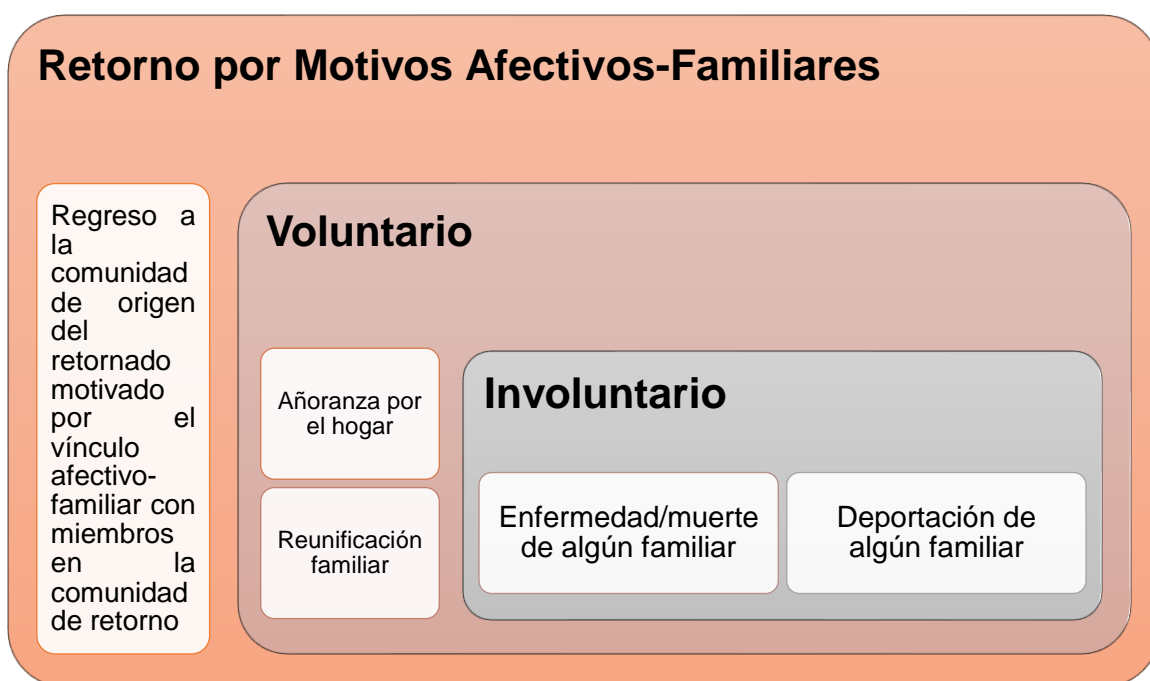 Retorno por Motivos Afectivos-Familiares
Regreso a
la
comunidad
de origen
del
retornado
motivado
por el
vínculo
afectivo-
familiar con
miembros
en la
comunidad
de retorno
Voluntario
Añoranza por
el hogar
Reunificación
familiar
Involuntario
Enfermedad/muerte
de algún familiar
Deportación de
algún familiar